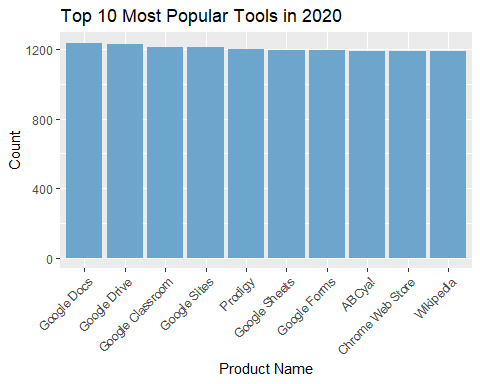 Top 10 Most Popular Tools in 2020
Count
1200
800
400
0
Google Docs
Google Drive
Google Classroom
Google Sites
Prodigy
Google Sheets
Google Forms
ABCya!
Chrome Web Store
Wikipedia
Product Name